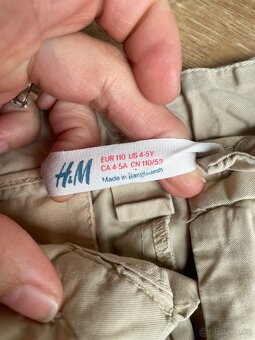 H&M
EUR 110 US 4-5Y
CA 4-5A CN 110/53
Made in Bangladesh